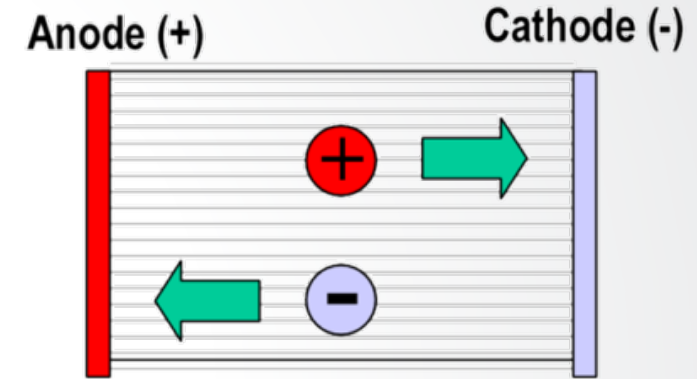 Anode (+)
Cathode (-)
+
-